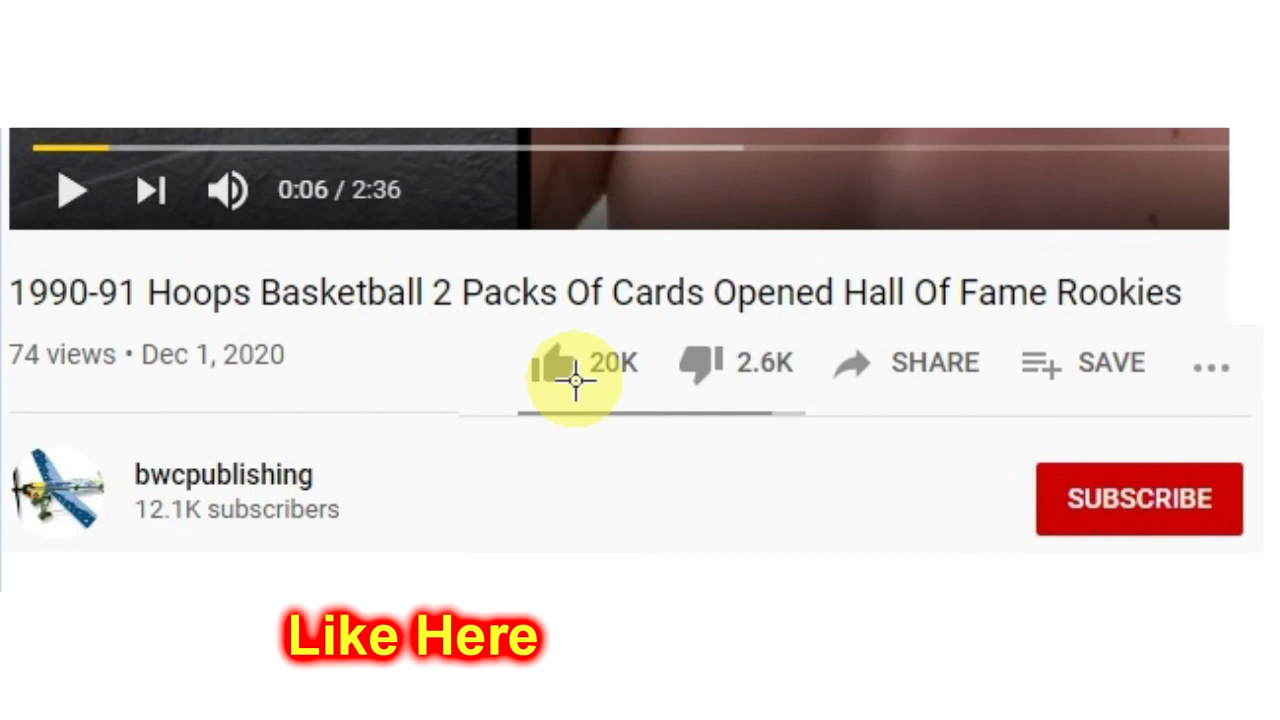 0:06 / 2:36
1990-91 Hoops Basketball 2 Packs Of Cards Opened Hall Of Fame Rookies
74 views • Dec 1, 2020
20K 2.6K SHARE SAVE
bwcpublishing
12.1K subscribers
SUBSCRIBE
Like Here